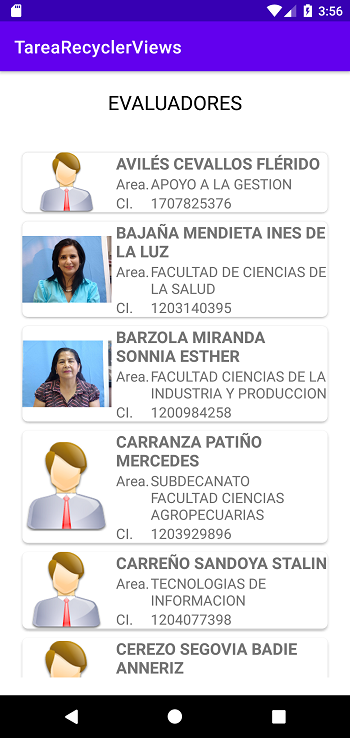 3:56
TareaRecyclerViews
EVALUADORES
AVILÉS CEVALLOS FLÉRIDO
Area. APOYO A LA GESTION
CI. 1707825376
BAJAÑA MENDIETA INES DE
LA LUZ
Area. FACULTAD DE CIENCIAS DE
LA SALUD
CI. 1203140395
BARZOLA MIRANDA
SONNIA ESTHER
Area. FACULTAD CIENCIAS DE LA
INDUSTRIA Y PRODUCCION
CI. 1200984258
CARRANZA PATIÑO
MERCEDES
Area. SUBDECANATO
FACULTAD CIENCIAS
AGROPECUARIAS
CI. 1203929896
CARREÑO SANDOYA STALIN
Area. TECNOLOGIAS DE
INFORMACION
CI. 1204077398
CEREZO SEGOVIA BADIE
ANNERIZ